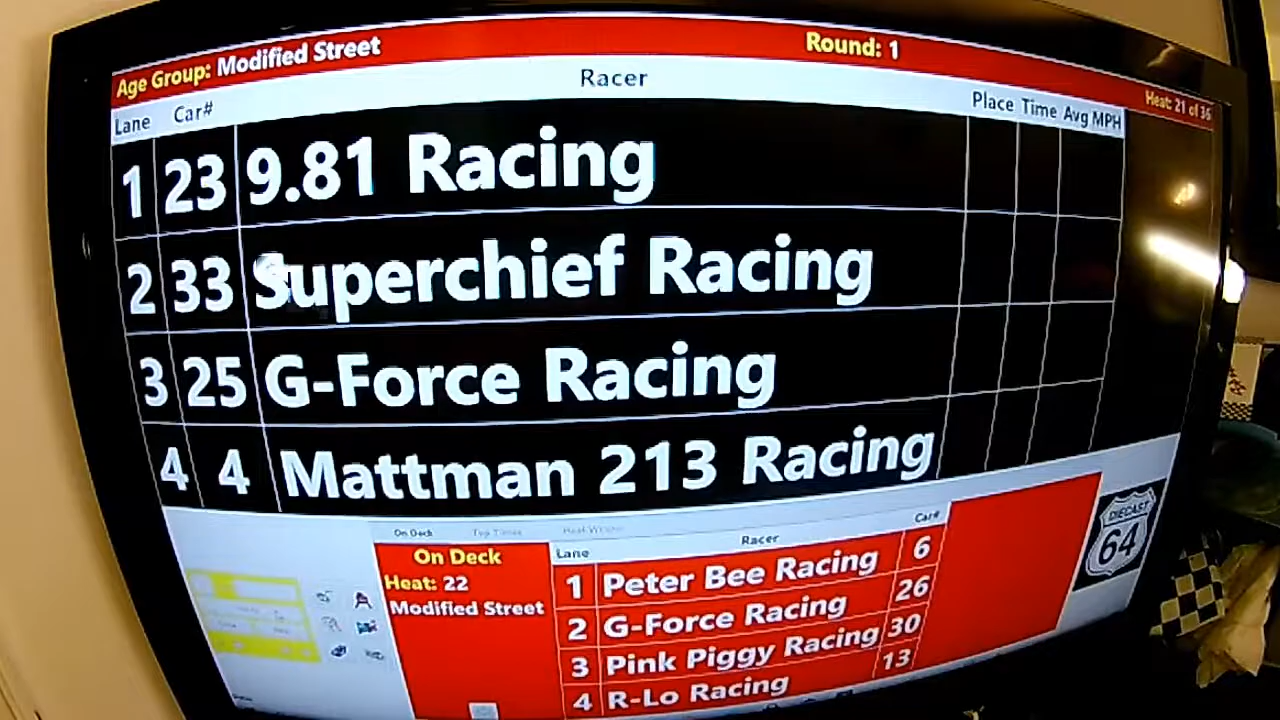 Age Group: Modified Street Round: 1 Heat: 21 of 36
Lane Car# Racer Place Time Avg MPH
1 23 9.81 Racing
2 33 Superchief Racing
3 25 G-Force Racing
4 4 Mattman 213 Racing
On Deck Top Times Heat Winners
On Deck
Heat: 22
Modified Street
Lane Racer Car#
1 Peter Bee Racing 6
2 G-Force Racing 26
3 Pink Piggy Racing 30
4 R-Lo Racing 13
DIECAST
64